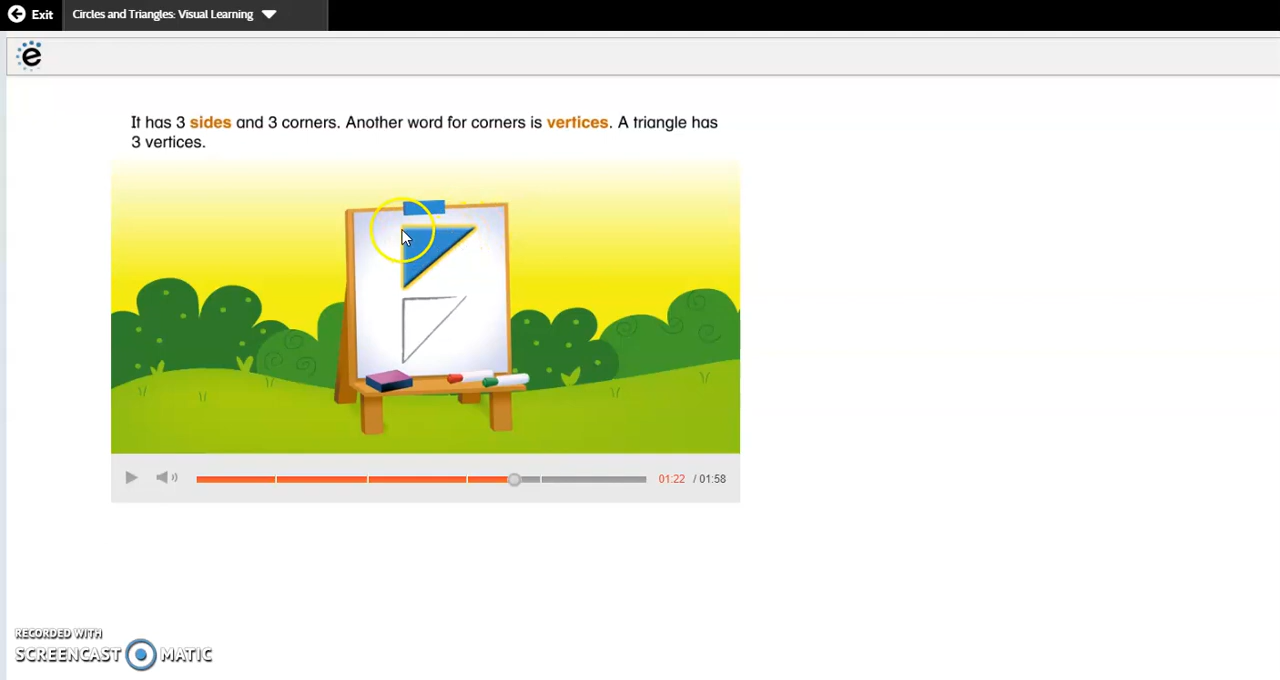 Exit
Circles and Triangles: Visual Learning
e
It has 3 sides and 3 corners. Another word for corners is vertices. A triangle has
3 vertices.
01:22 / 01:58
RECORDED WITH
SCREENCAST MATIC